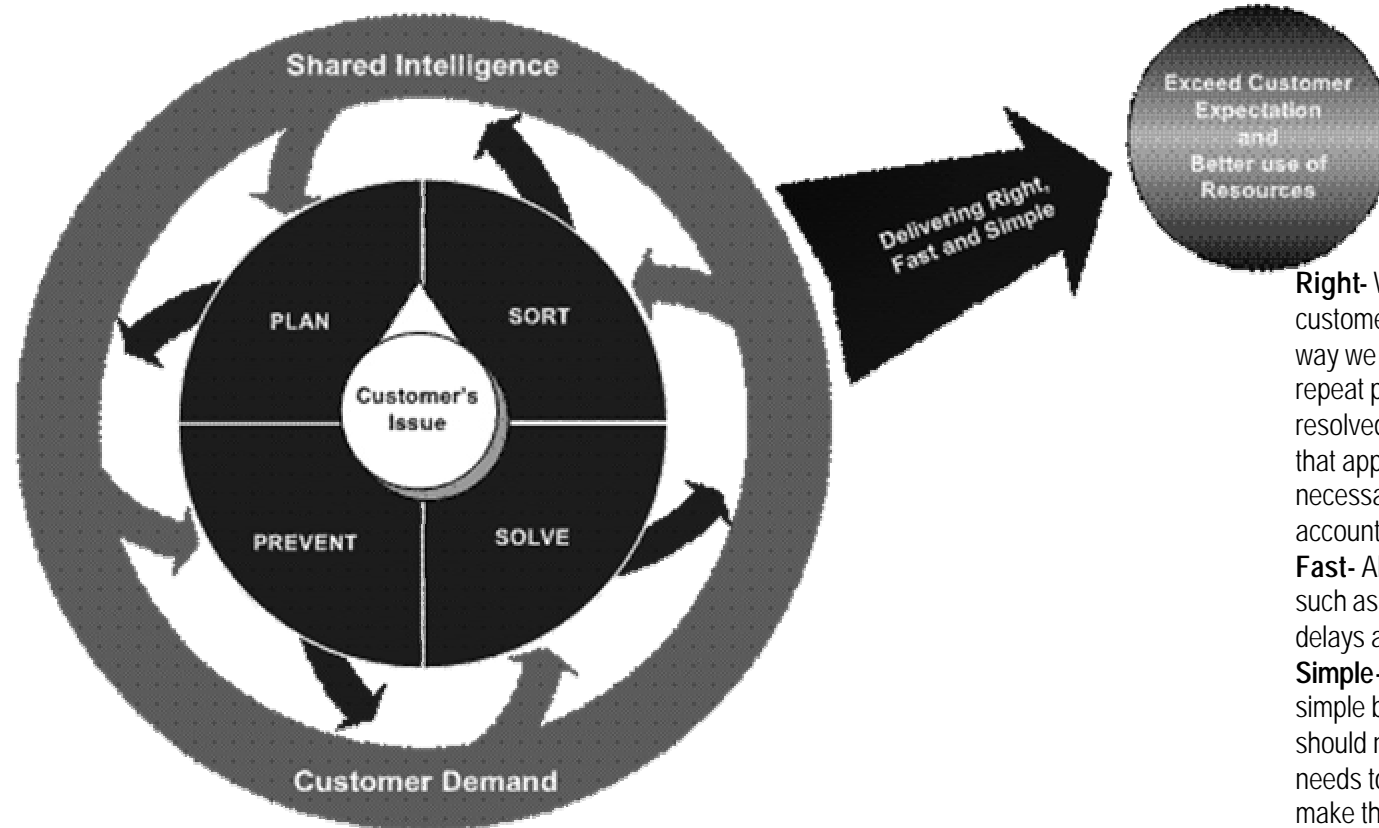 Shared Intelligence
PLAN
SORT
Customer's
Issue
PREVENT
SOLVE
Customer Demand
Delivering Right,
Fast and Simple
Exceed Customer
Expectation
and
Better use of
Resources
Right-
custome
way we
repeat p
resolved
that app
necessa
account
Fast- Al
such as
delays a
Simple-
simple b
should n
needs to
make th